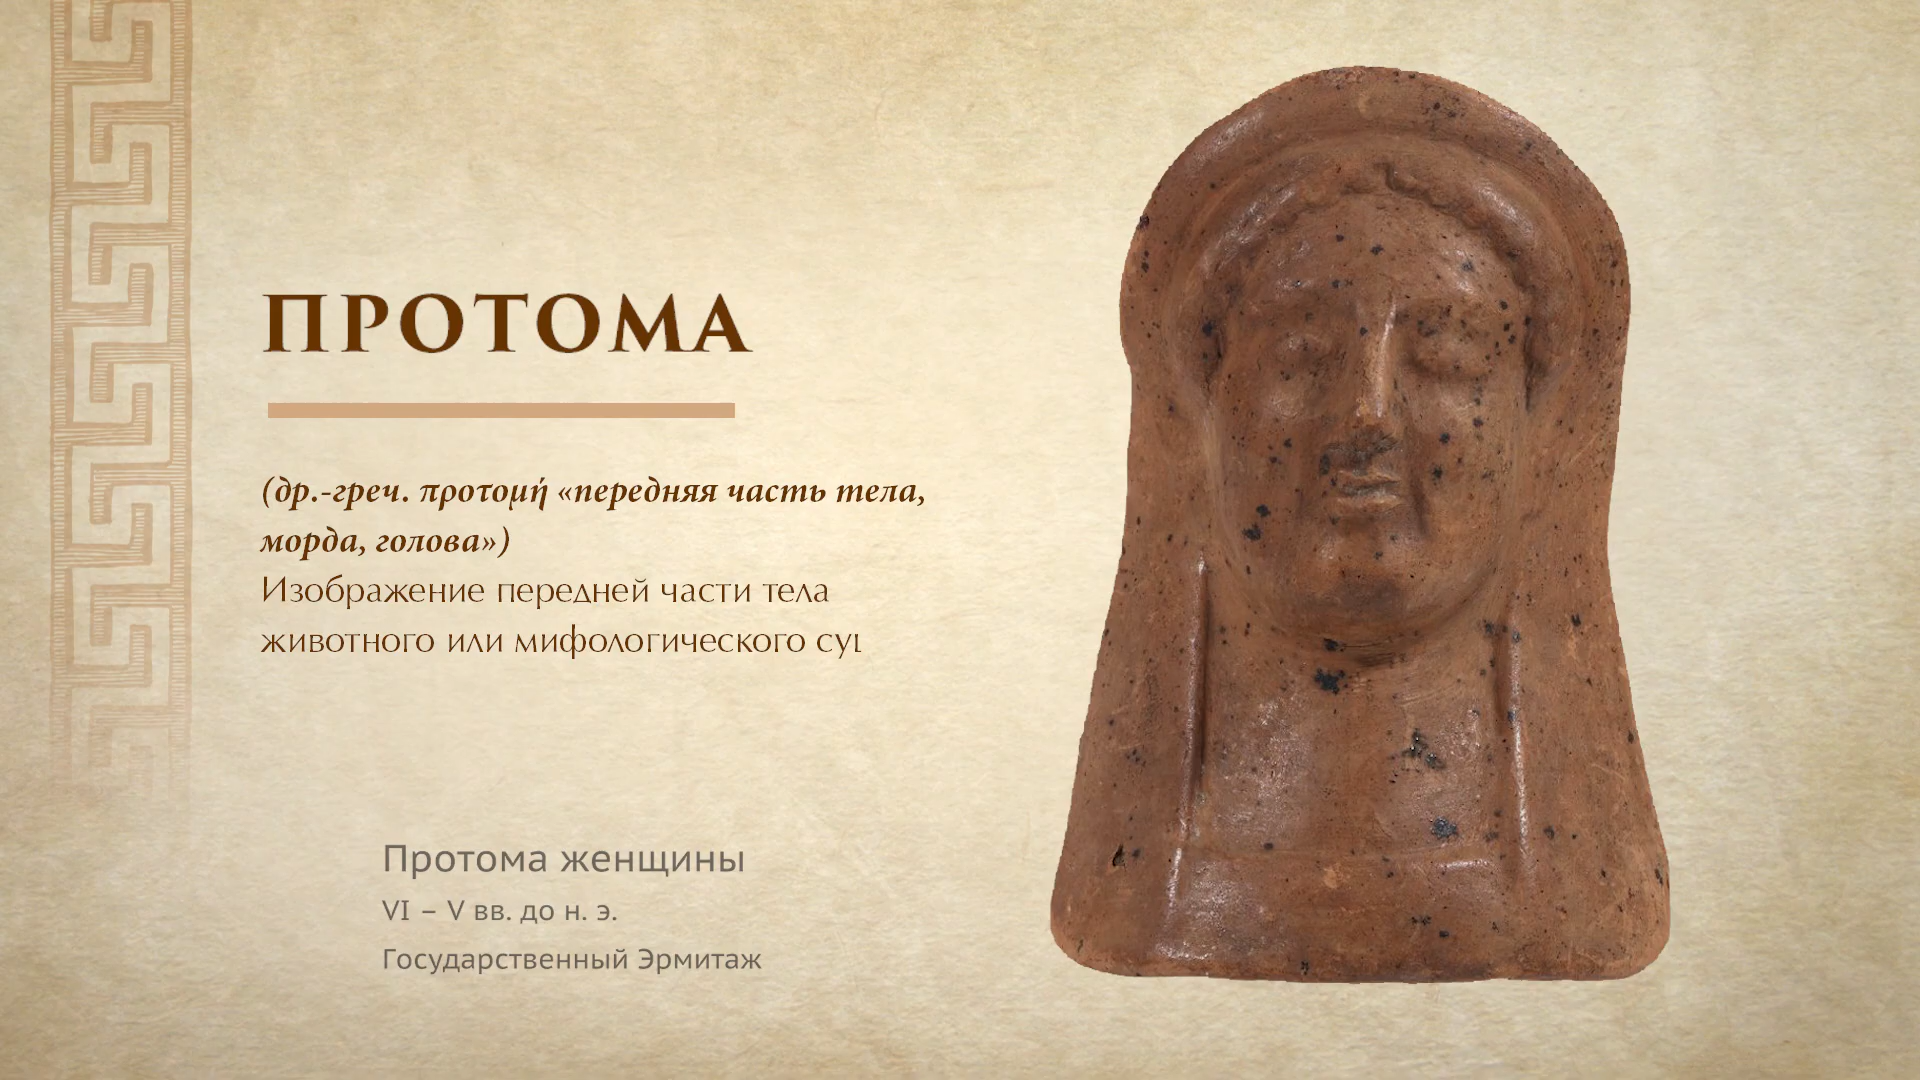 ПРОТОМА
(др.-греч. προτομή «передняя часть тела,
морда, голова»)
Изображение передней части тела
животного или мифологического
Протома женщины
VI – V вв. до н. э.
Государственный Эрмитаж